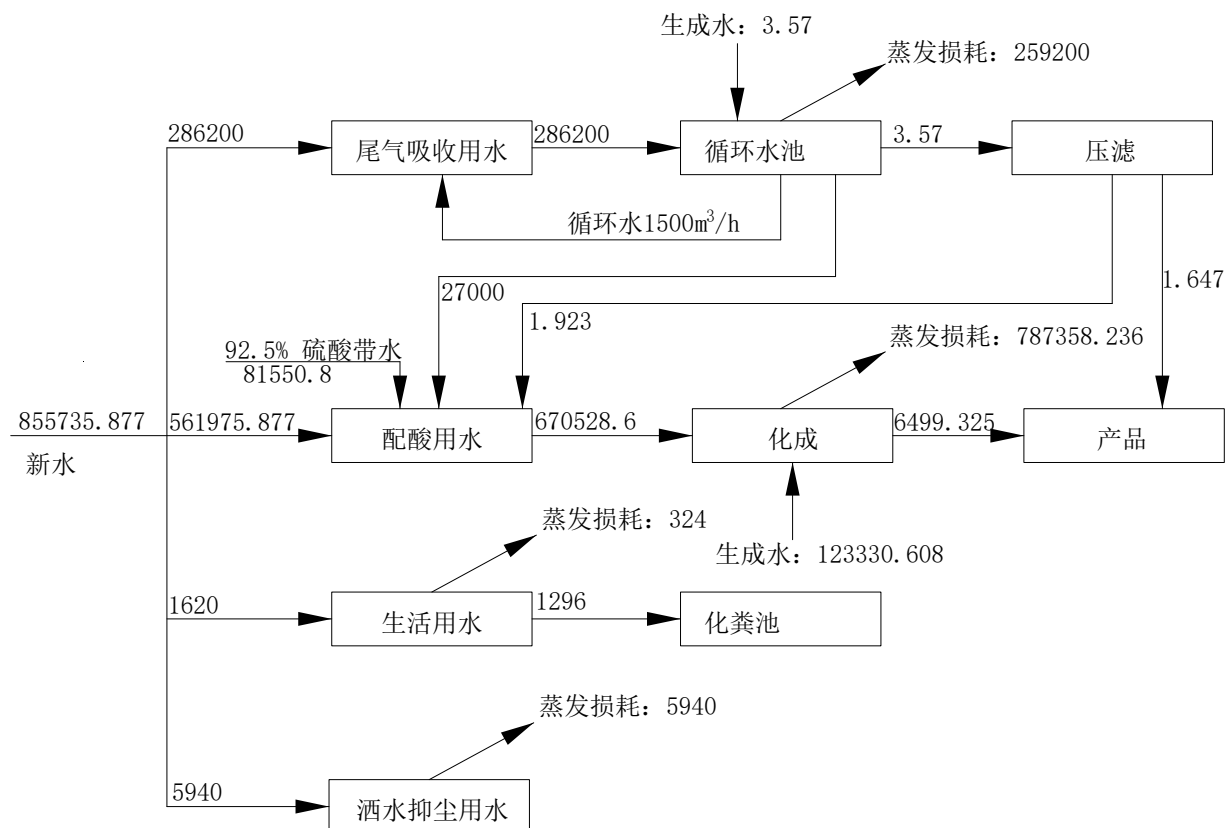 生成水：3.57
蒸发损耗：259200
286200
尾气吸收用水
286200
循环水池
3.57
压滤
循环水1500m³/h
27000
1.923
1.647
92.5% 硫酸带水
81550.8
蒸发损耗：787358.236
855735.877
561975.877
配酸用水
670528.6
化成
6499.325
产品
新水
蒸发损耗：324
生成水：123330.608
1620
生活用水
1296
化粪池
蒸发损耗：5940
5940
洒水抑尘用水